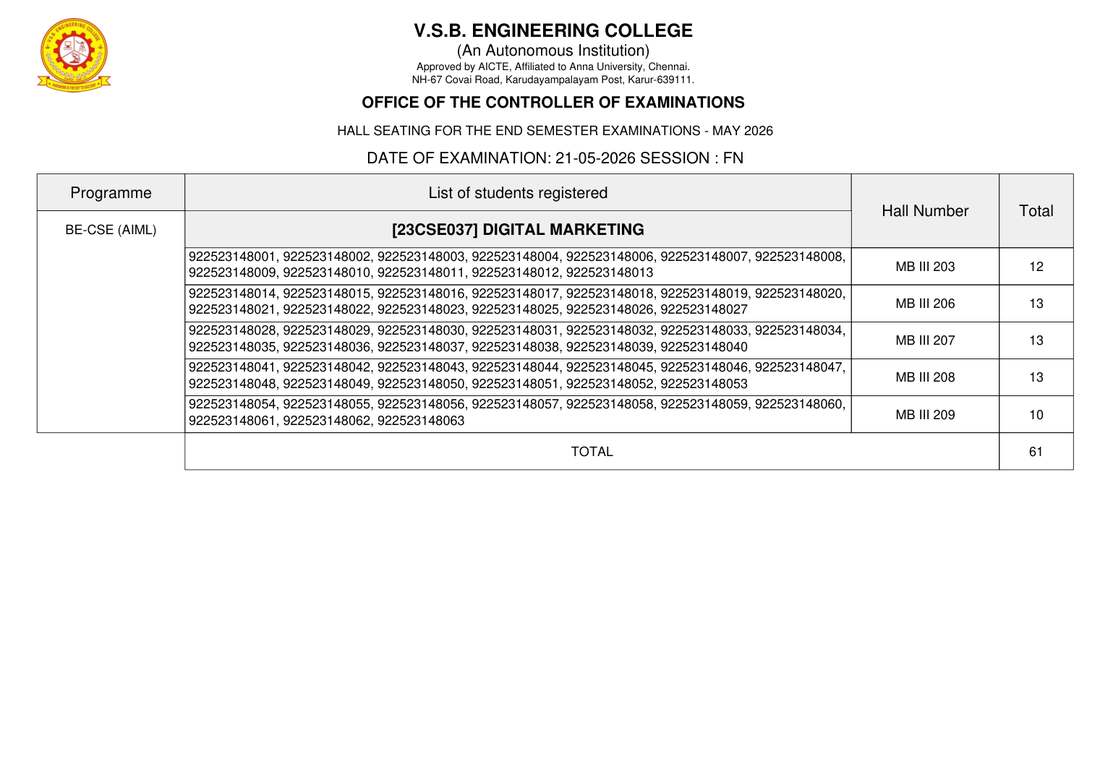 V.S.B. ENGINEERING COLLEGE
(An Autonomous Institution)
Approved by AICTE, Affiliated to Anna University, Chennai.
NH-67 Covai Road, Karudayampalayam Post, Karur-639111.
OFFICE OF THE CONTROLLER OF EXAMINATIONS
HALL SEATING FOR THE END SEMESTER EXAMINATIONS - MAY 2026
DATE OF EXAMINATION: 21-05-2026 SESSION : FN
Programme List of students registered Hall Number Total
BE-CSE (AIML) [23CSE037] DIGITAL MARKETING
922523148001, 922523148002, 922523148003, 922523148004, 922523148006, 922523148007, 922523148008,
922523148009, 922523148010, 922523148011, 922523148012, 922523148013
MB III 203 12
922523148014, 922523148015, 922523148016, 922523148017, 922523148018, 922523148019, 922523148020,
922523148021, 922523148022, 922523148023, 922523148025, 922523148026, 922523148027
MB III 206 13
922523148028, 922523148029, 922523148030, 922523148031, 922523148032, 922523148033, 922523148034,
922523148035, 922523148036, 922523148037, 922523148038, 922523148039, 922523148040
MB III 207 13
922523148041, 922523148042, 922523148043, 922523148044, 922523148045, 922523148046, 922523148047,
922523148048, 922523148049, 922523148050, 922523148051, 922523148052, 922523148053
MB III 208 13
922523148054, 922523148055, 922523148056, 922523148057, 922523148058, 922523148059, 922523148060,
922523148061, 922523148062, 922523148063
MB III 209 10
TOTAL 61